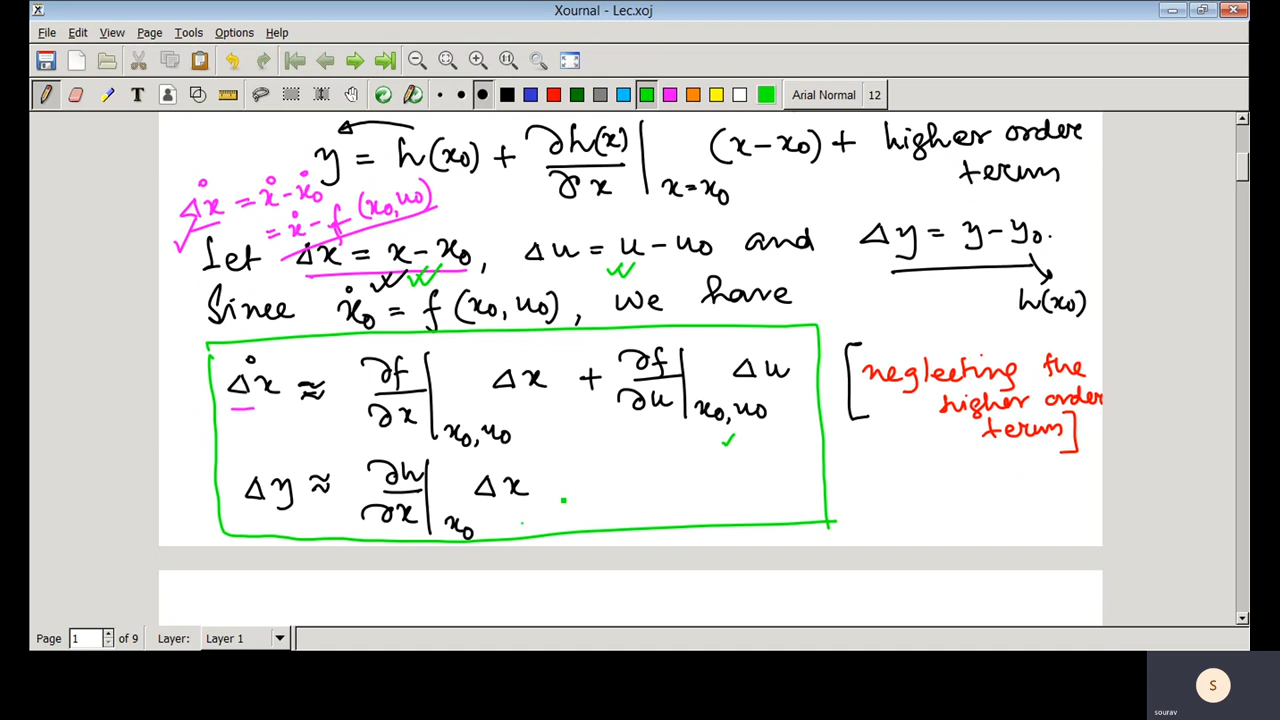 Xournal - Lec.xoj
File Edit View Page Tools Options Help
Arial Normal 12
y = h(x0) + ∂h(x)/∂x | x=x0 (x-x0) + higher order terms
Δẋ = ẋ - ẋ0
= ẋ - f(x0,u0)
Let Δx = x - x0, Δu = u - u0 and Δy = y - y0.
h(x0)
Since ẋ0 = f(x0,u0), we have
Δẋ ≈ ∂f/∂x | x0,u0 Δx + ∂f/∂u | x0,u0 Δu
[neglecting the
higher order
terms]
Δy ≈ ∂h/∂x | x0 Δx
Page 1 of 9 Layer: Layer 1
S
sourav